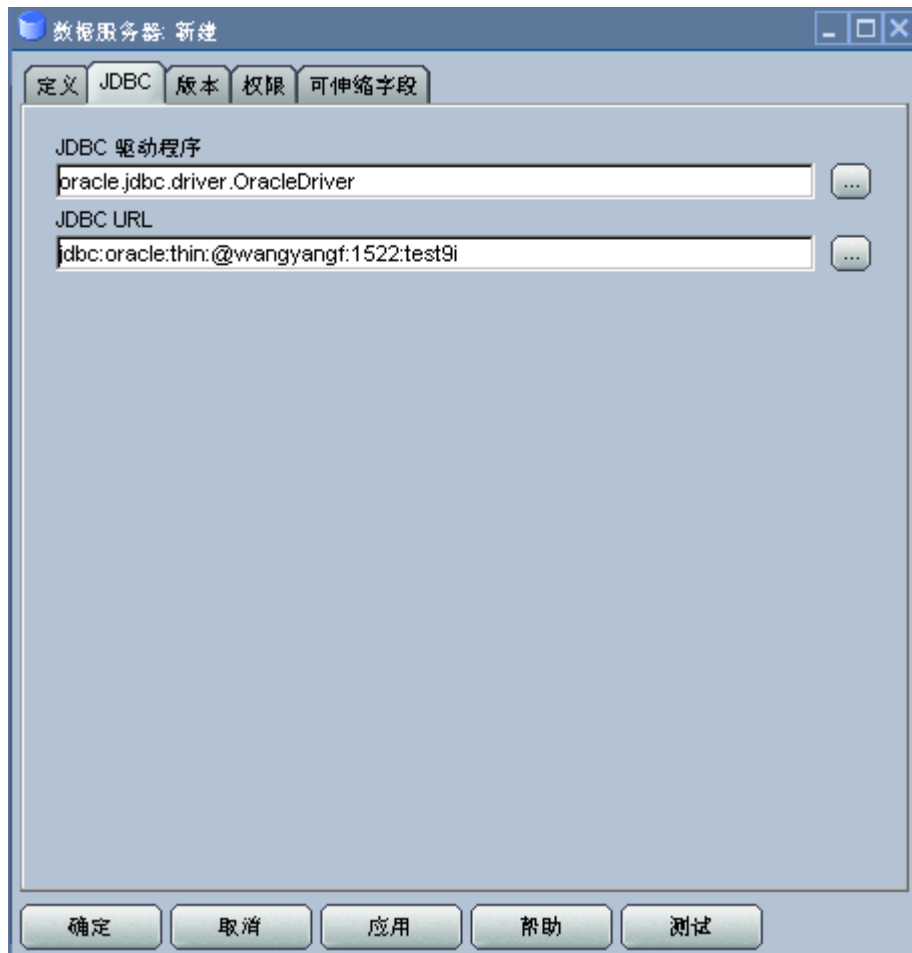 数据服务器: 新建
定义 JDBC 版本 权限 可伸缩字段
JDBC 驱动程序
oracle.jdbc.driver.OracleDriver
...
JDBC URL
jdbc:oracle:thin:@wangyangf:1522:test9i
...
确定 取消 应用 帮助 测试